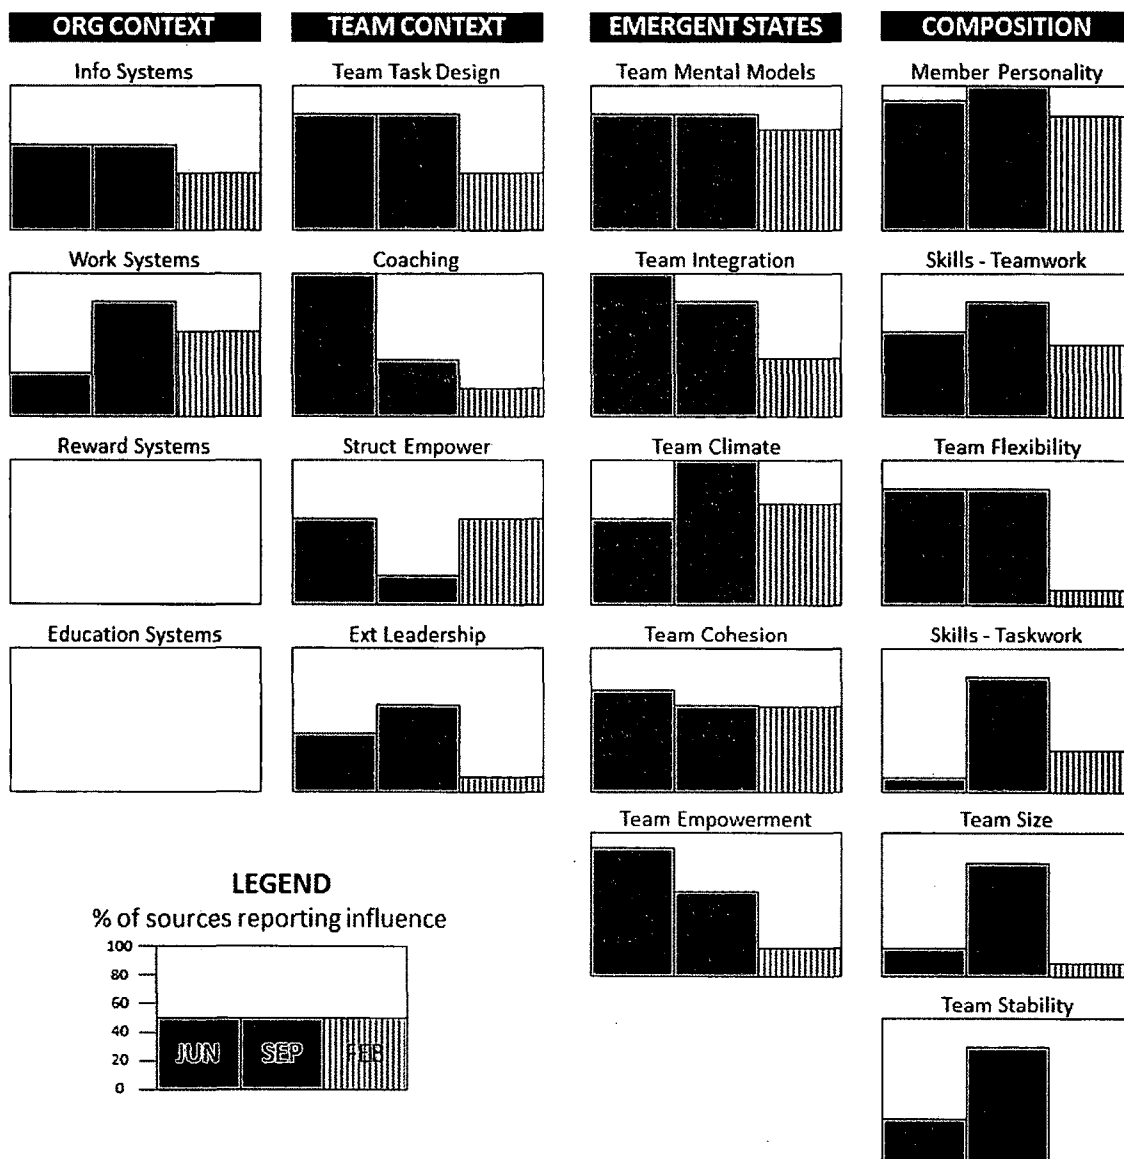 ORG CONTEXT
TEAM CONTEXT
EMERGENT STATES
COMPOSITION
Info Systems
Team Task Design
Team Mental Models
Member Personality
Work Systems
Coaching
Team Integration
Skills - Teamwork
Reward Systems
Struct Empower
Team Climate
Team Flexibility
Education Systems
Ext Leadership
Team Cohesion
Skills - Taskwork
Team Empowerment
Team Size
LEGEND
% of sources reporting influence
100
80
60
40
20
0
JUN
SEP
FEB
Team Stability